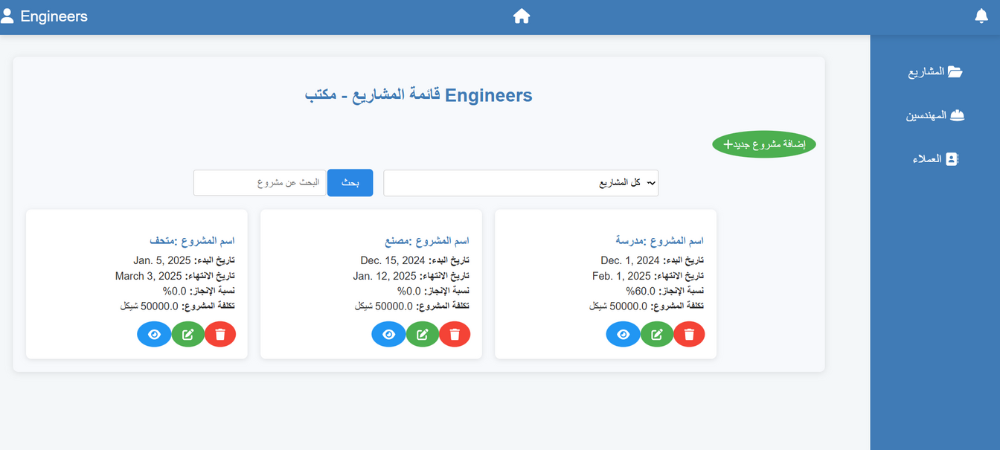 Engineers
المشاريع
المهندسين
العملاء
قائمة المشاريع - مكتب Engineers
إضافة مشروع جديد+
كل المشاريع
بحث
البحث عن مشروع
اسم المشروع :مدرسة
تاريخ البدء: Dec. 1, 2024
تاريخ الانتهاء: Feb. 1, 2025
نسبة الإنجاز: 60.0%
تكلفة المشروع: 50000.0 شيكل
اسم المشروع :مصنع
تاريخ البدء: Dec. 15, 2024
تاريخ الانتهاء: Jan. 12, 2025
نسبة الإنجاز: 0.0%
تكلفة المشروع: 50000.0 شيكل
اسم المشروع :متحف
تاريخ البدء: Jan. 5, 2025
تاريخ الانتهاء: March 3, 2025
نسبة الإنجاز: 0.0%
تكلفة المشروع: 50000.0 شيكل